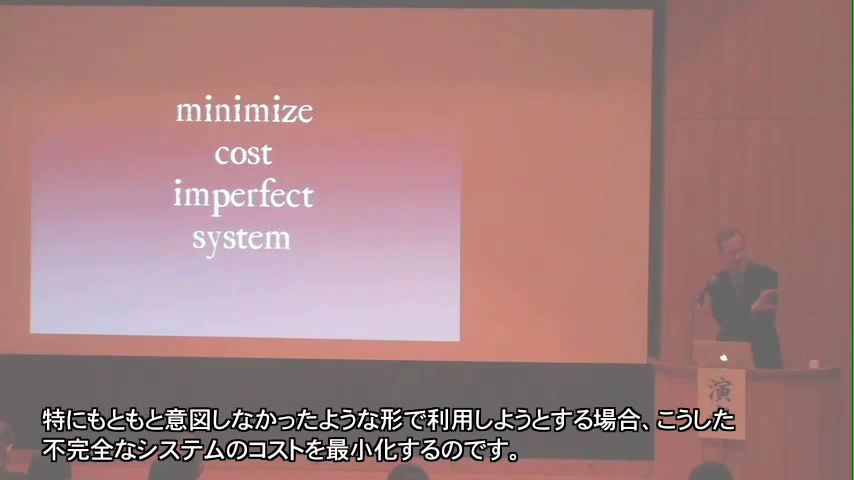 minimize
cost
imperfect
system
演
特にもともと意図しなかったような形で利用しようとする場合、こうした
不完全なシステムのコストを最小化するのです。